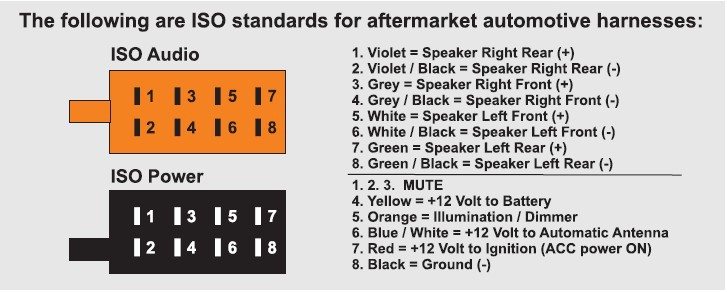 The following are ISO standards for aftermarket automotive harnesses:
ISO Audio
1 3 5 7
2 4 6 8
1. Violet = Speaker Right Rear (+)
2. Violet / Black = Speaker Right Rear (-)
3. Grey = Speaker Right Front (+)
4. Grey / Black = Speaker Right Front (-)
5. White = Speaker Left Front (+)
6. White / Black = Speaker Left Front (-)
7. Green = Speaker Left Rear (+)
8. Green / Black = Speaker Left Rear (-)
ISO Power
1 3 5 7
2 4 6 8
1. 2. 3. MUTE
4. Yellow = +12 Volt to Battery
5. Orange = Illumination / Dimmer
6. Blue / White = +12 Volt to Automatic Antenna
7. Red = +12 Volt to Ignition (ACC power ON)
8. Black = Ground (-)